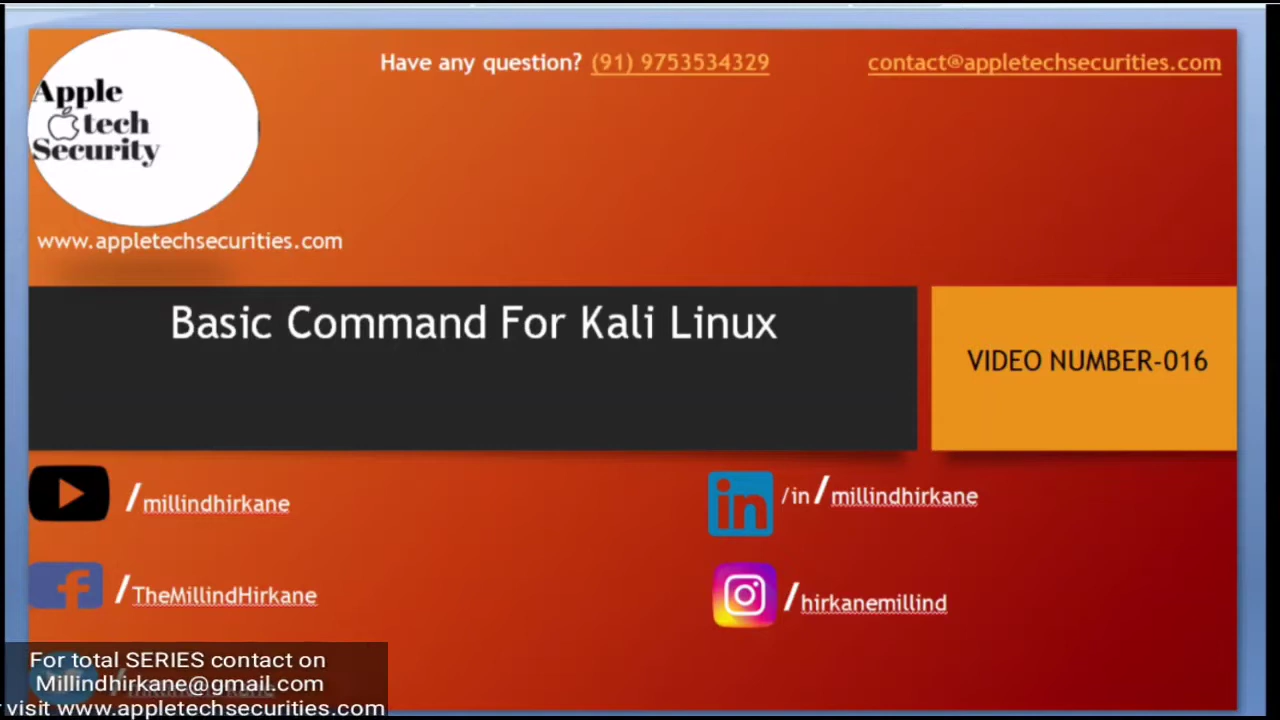 Have any question? (91) 9753534329 contact@appletechsecurities.com
Apple
tech
Security
www.appletechsecurities.com
Basic Command For Kali Linux
VIDEO NUMBER-016
/millindhirkane
in /in/millindhirkane
/TheMillindHirkane
/hirkanemillind
For total SERIES contact on
Millindhirkane@gmail.com
visit www.appletechsecurities.com